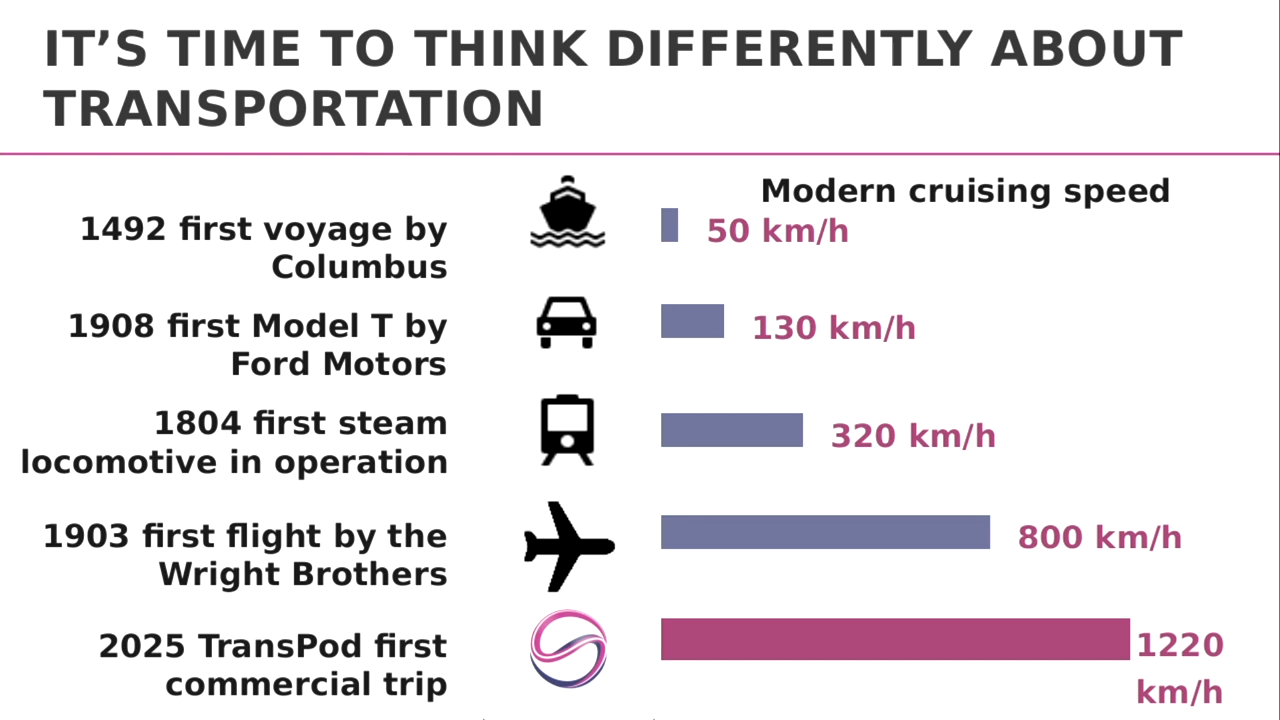 IT’S TIME TO THINK DIFFERENTLY ABOUT
TRANSPORTATION
Modern cruising speed
1492 first voyage by
Columbus
50 km/h
1908 first Model T by
Ford Motors
130 km/h
1804 first steam
locomotive in operation
320 km/h
1903 first flight by the
Wright Brothers
800 km/h
2025 TransPod first
commercial trip
1220
km/h